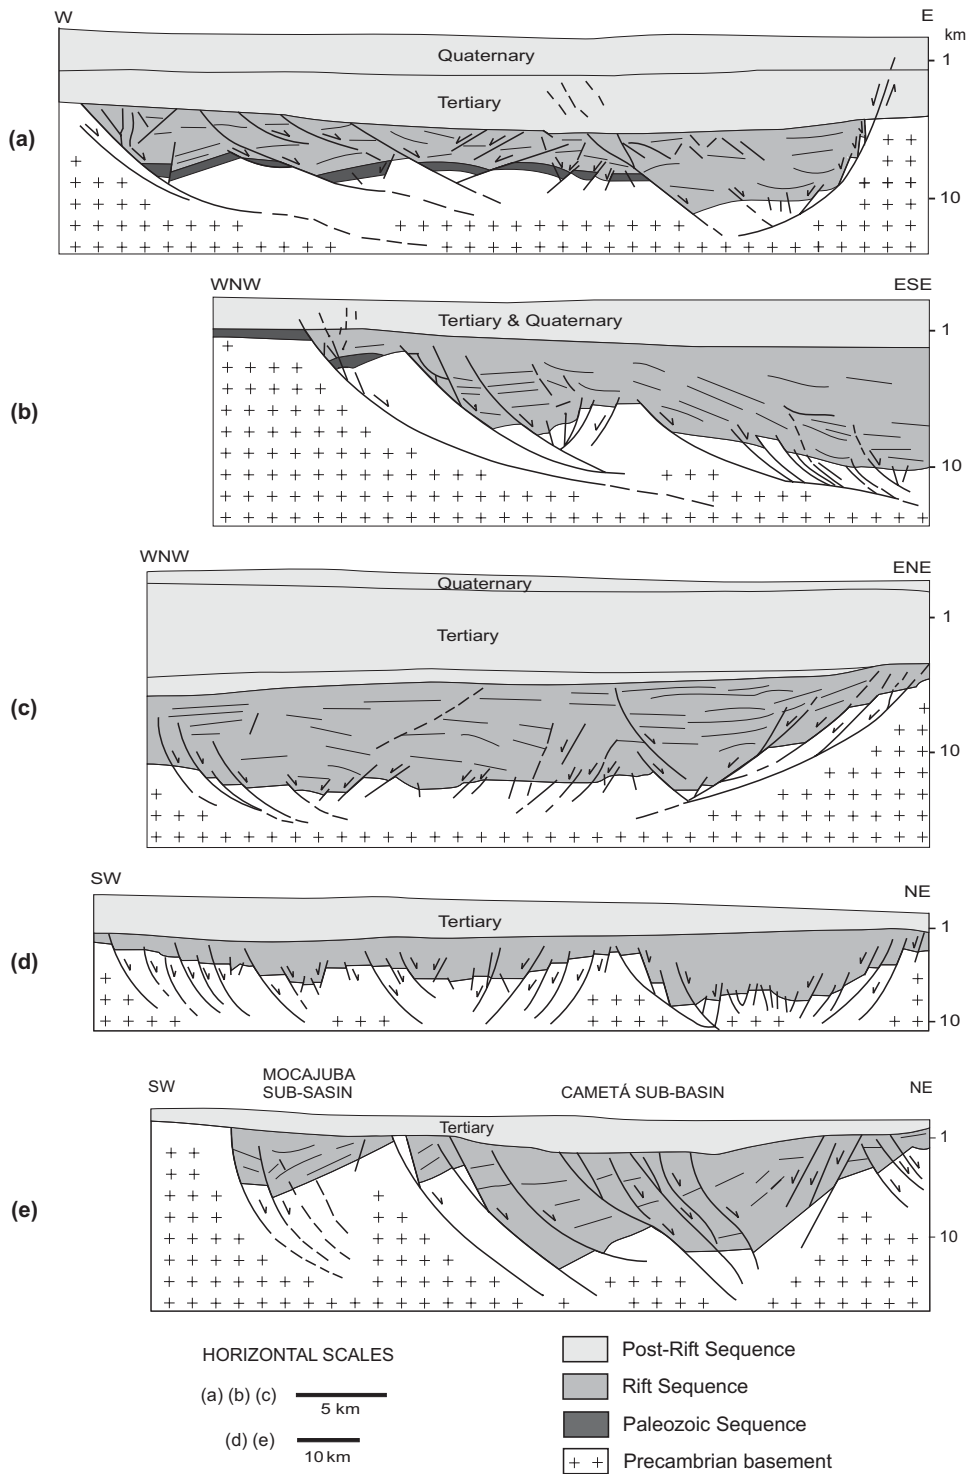 W E
km
Quaternary
1
Tertiary
(a)
10
WNW ESE
Tertiary & Quaternary
1
(b)
10
WNW ENE
Quaternary
1
Tertiary
(c)
10
SW NE
Tertiary
1
(d)
10
MOCAJUBA
SUB-SASIN
SW CAMETÁ SUB-BASIN NE
Tertiary
1
(e)
10
HORIZONTAL SCALES
(a) (b) (c)
5 km
(d) (e)
10 km
Post-Rift Sequence
Rift Sequence
Paleozoic Sequence
Precambrian basement